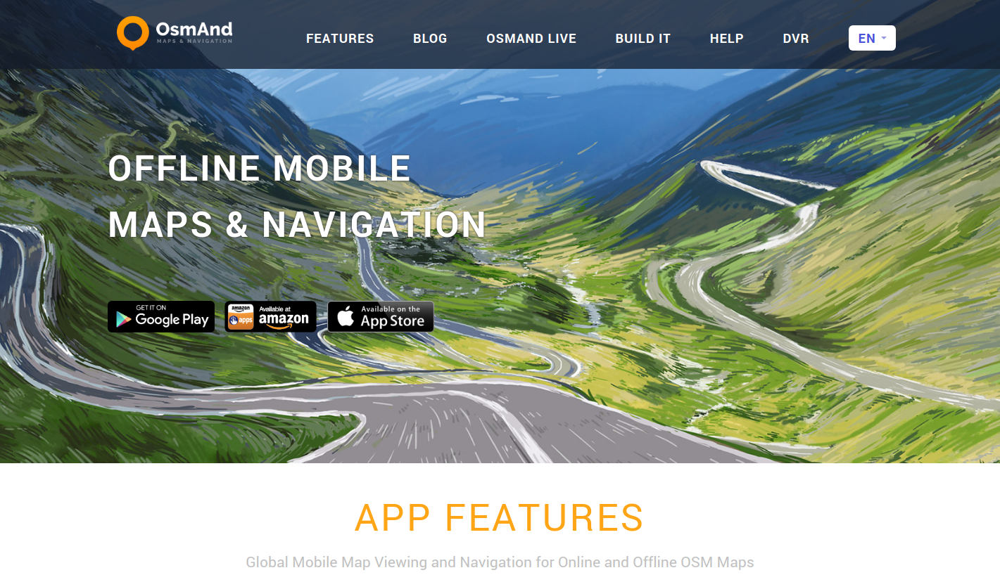 OsmAnd
MAPS & NAVIGATION
FEATURES
BLOG
OSMAND LIVE
BUILD IT
HELP
DVR
EN
OFFLINE MOBILE
MAPS & NAVIGATION
GET IT ON
Google Play
amazon
apps
Available at
amazon
Available on the
App Store
APP FEATURES
Global Mobile Map Viewing and Navigation for Online and Offline OSM Maps